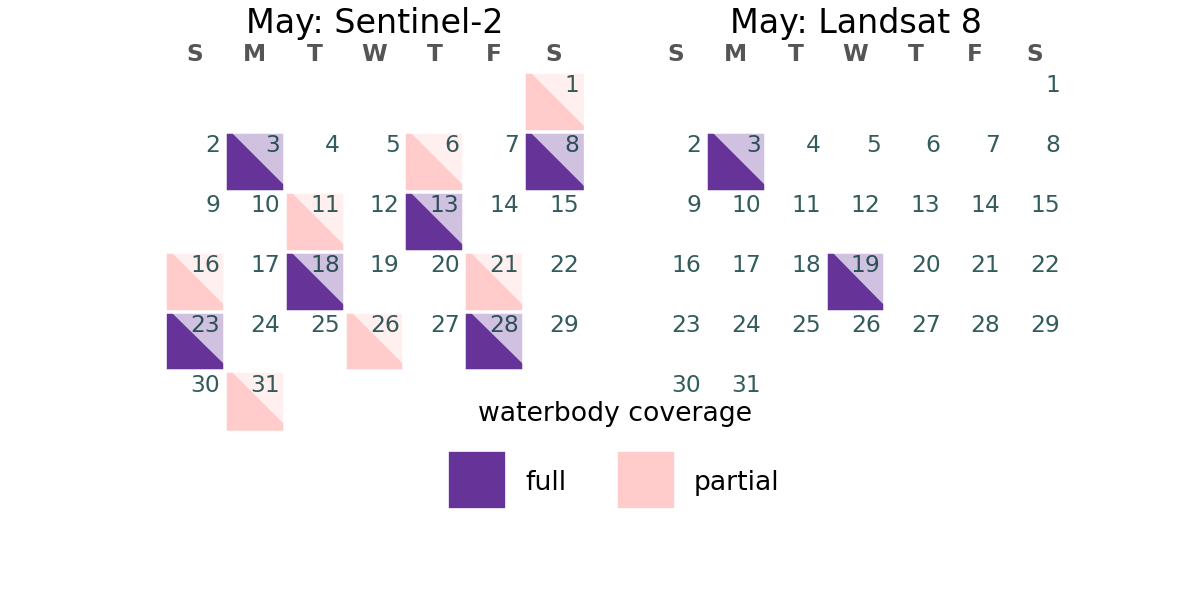 May: Sentinel-2
S M T W T F S
1
2 3 4 5 6 7 8
9 10 11 12 13 14 15
16 17 18 19 20 21 22
23 24 25 26 27 28 29
30 31
May: Landsat 8
S M T W T F S
1
2 3 4 5 6 7 8
9 10 11 12 13 14 15
16 17 18 19 20 21 22
23 24 25 26 27 28 29
30 31
waterbody coverage
full partial